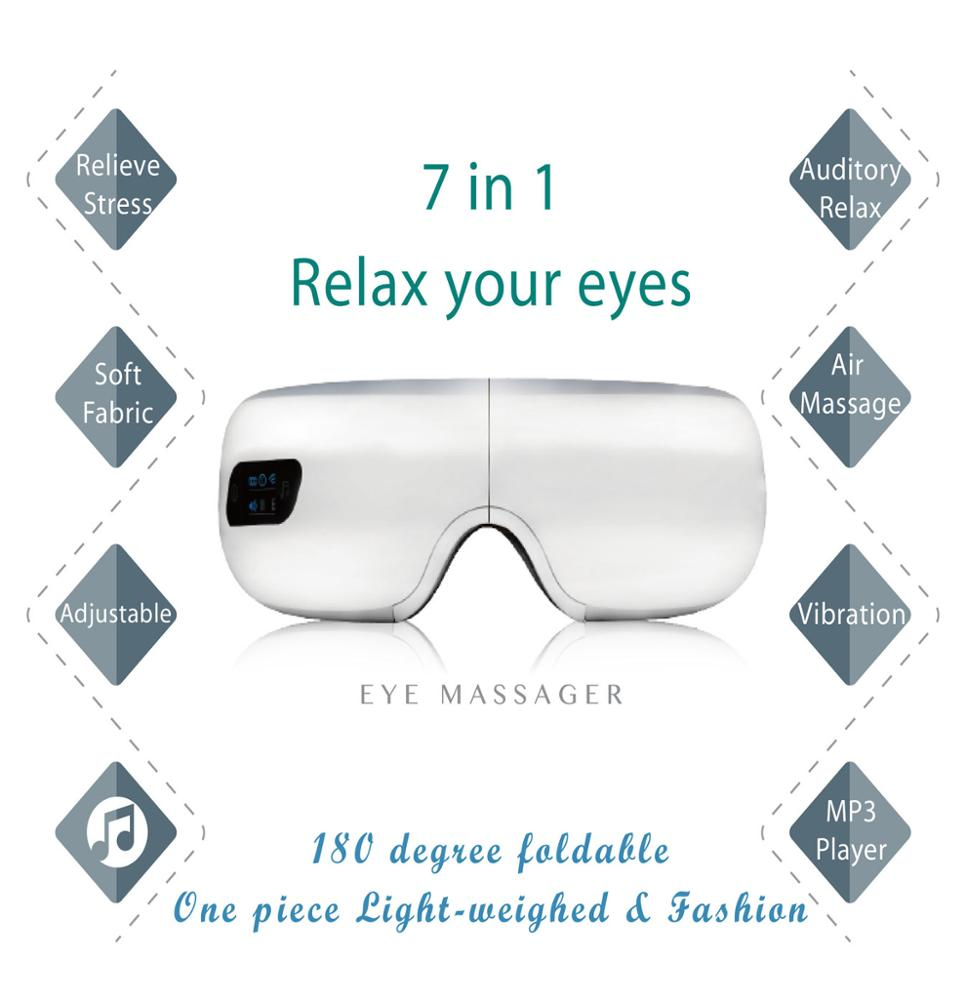 7 in 1
Relax your eyes
Relieve
Stress
Soft
Fabric
Adjustable
Auditory
Relax
Air
Massage
Vibration
MP3
Player
EYE MASSAGER
180 degree foldable
One piece Light-weighed & Fashion